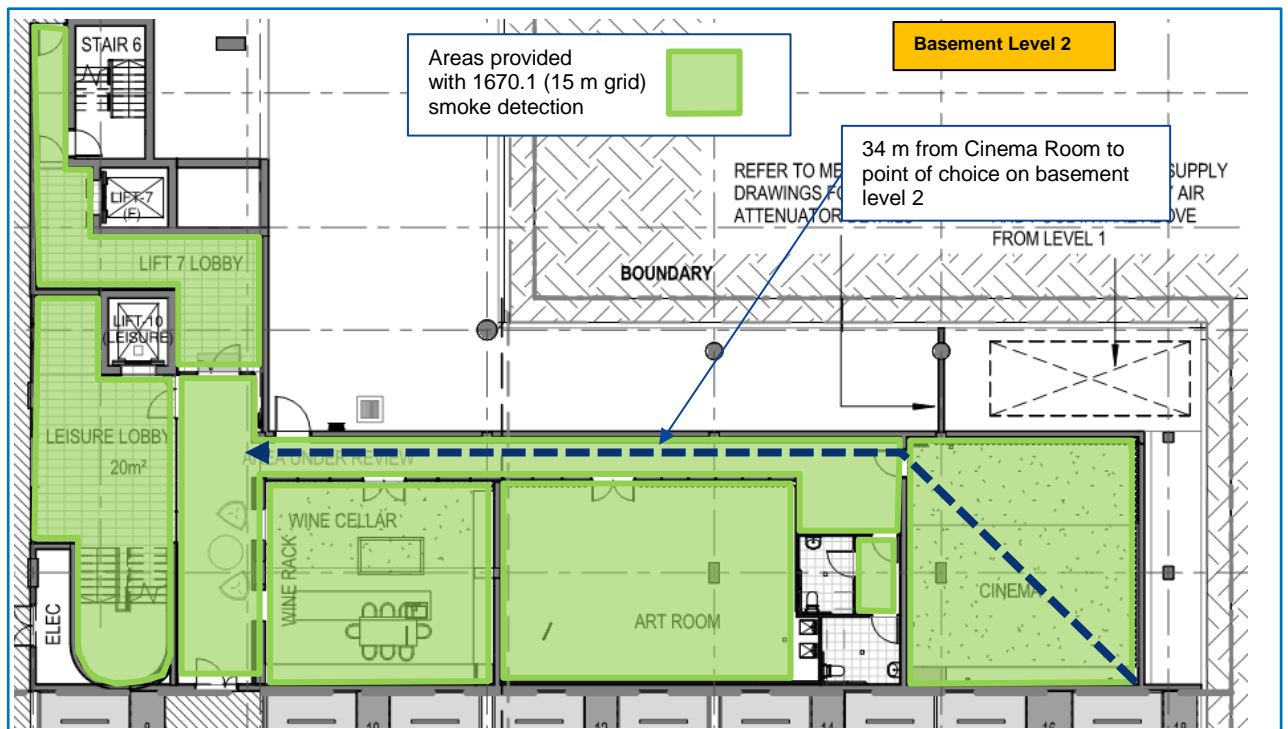 STAIR 6
Areas provided
with 1670.1 (15 m grid)
smoke detection
Basement Level 2
34 m from Cinema Room to
point of choice on basement
level 2
REFER TO ME
SUPPLY
DRAWINGS FO
AIR
ATTENUATOR
OVE
FROM LEVEL 1
LIFT-7
(F)
LIFT 7 LOBBY
BOUNDARY
LIFT-10
(LEISURE)
LEISURE LOBBY
20m²
AREA UNDER REVIEW
WINE CELLAR
WINE RACK
ELEC
ART ROOM
CINEMA
12
14
16
18